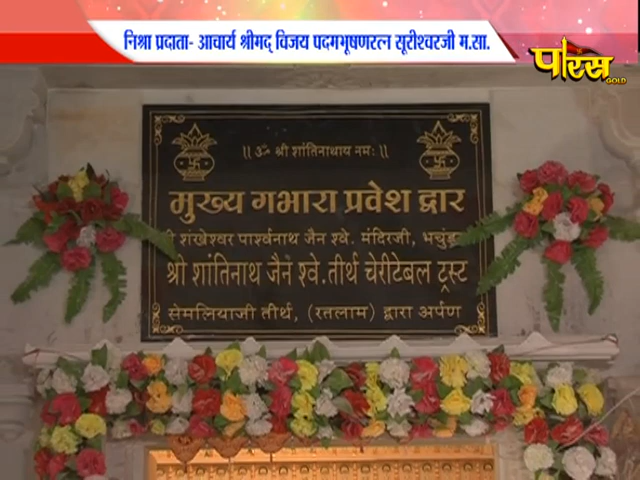 निश्रा प्रदाता- आचार्य श्रीमद् विजय पदमभूषणरत्न सूरीश्वरजी म.सा.
पारस
GOLD
|| ॐ श्री शांतिनाथाय नमः ||
मुख्य गभारा प्रवेश द्वार
श्री शंखेश्वर पार्श्वनाथ जैन श्वे. मंदिरजी, भचुंडा
श्री शांतिनाथ जैन श्वे. तीर्थ चेरीटेबल ट्रस्ट
सेमलियाजी तीर्थ, (रतलाम) द्वारा अर्पण